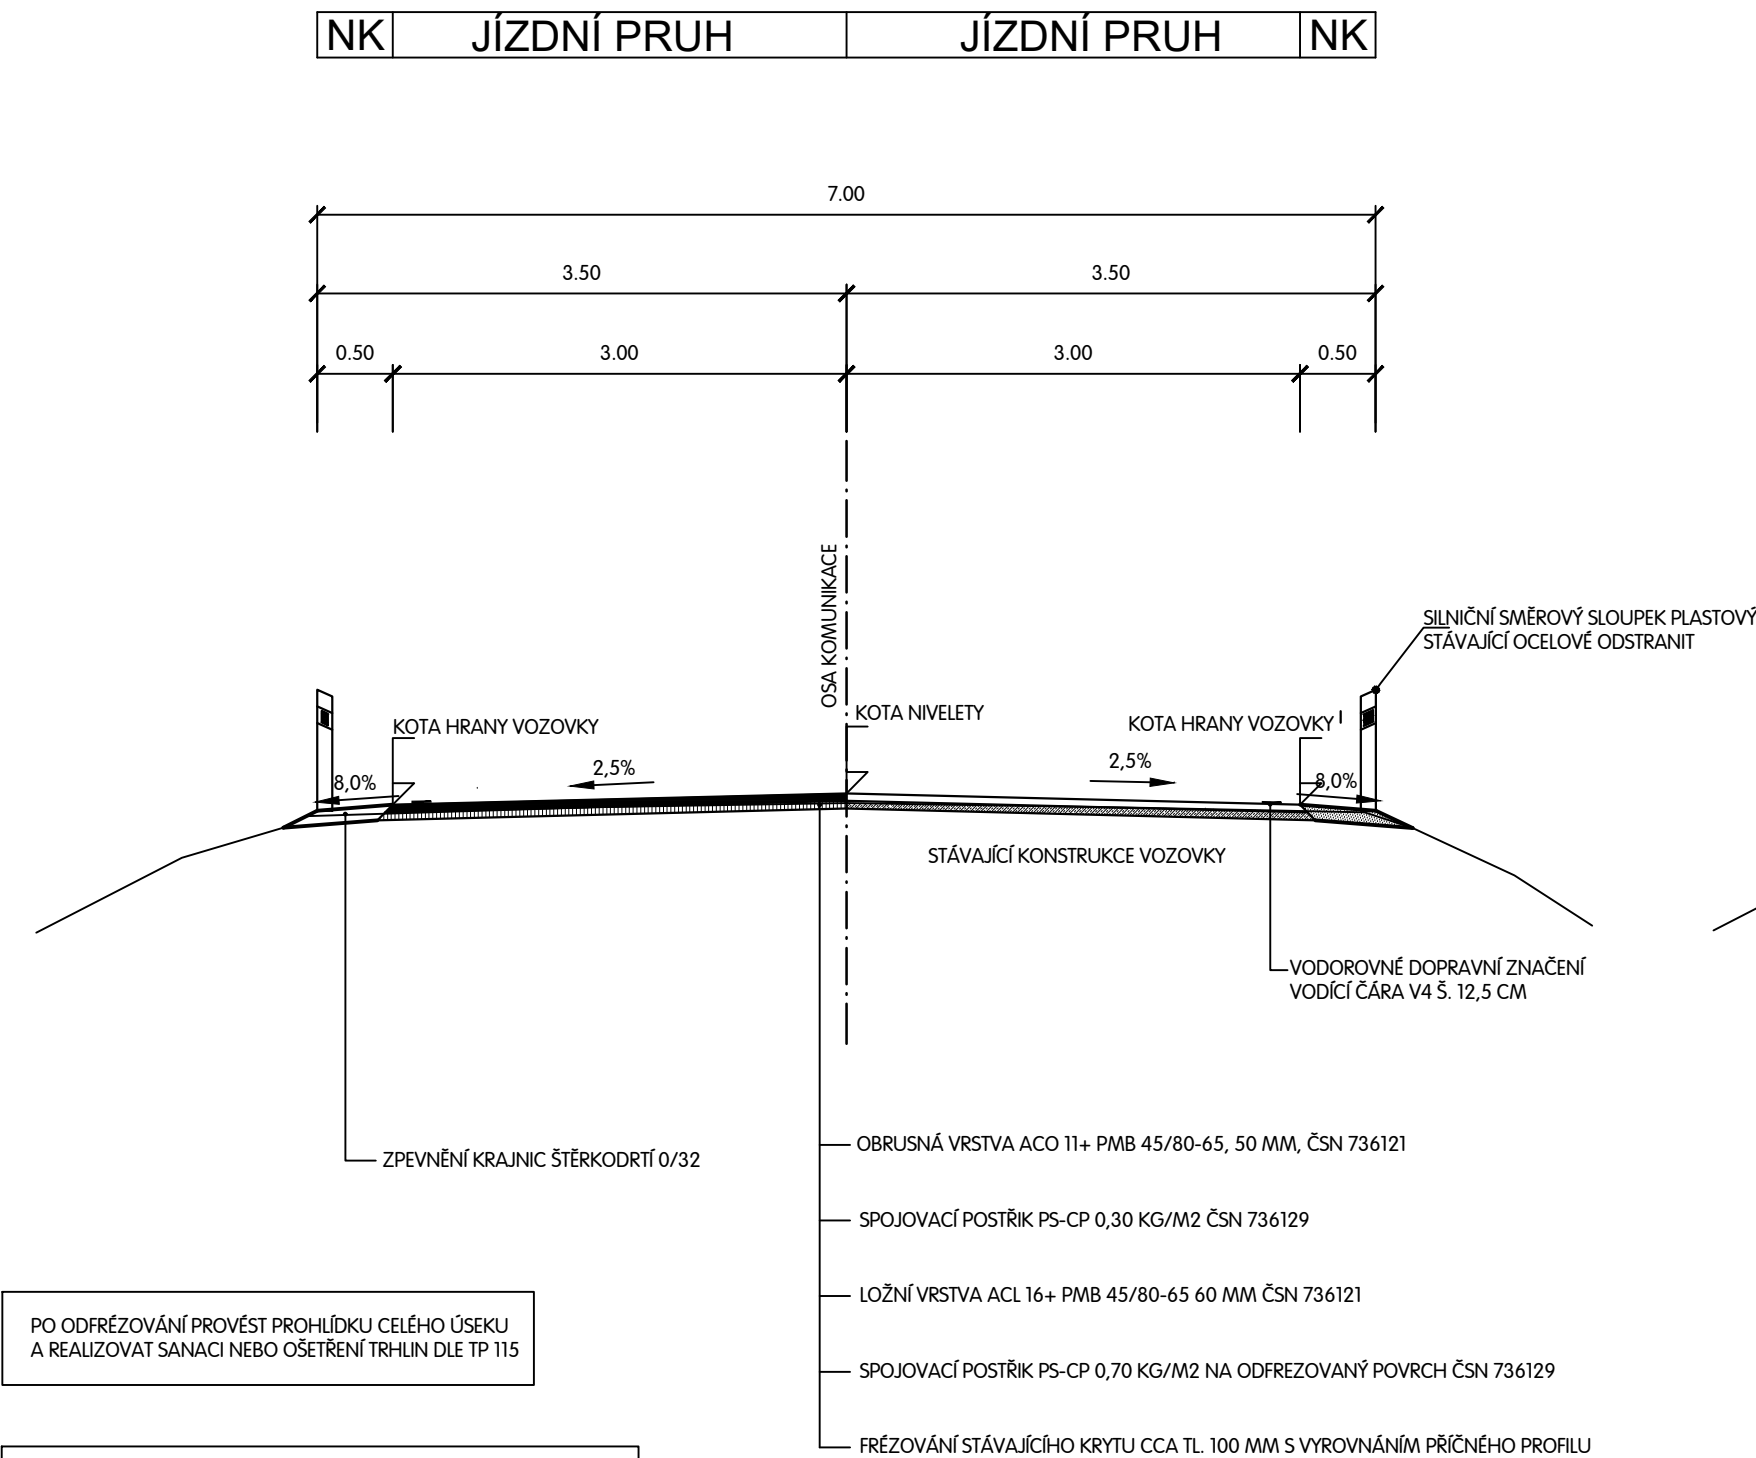 NK JÍZDNÍ PRUH JÍZDNÍ PRUH NK
7.00
3.50 3.50
0.50 3.00 3.00 0.50
OSA KOMUNIKACE
SILNIČNÍ SMĚROVÝ SLOUPEK PLASTOVÝ
STÁVAJÍCÍ OCELOVÉ ODSTRANIT
KOTA HRANY VOZOVKY
KOTA NIVELETY
KOTA HRANY VOZOVKY
8,0% 2,5% 2,5% 8,0%
STÁVAJÍCÍ KONSTRUKCE VOZOVKY
VODOROVNÉ DOPRAVNÍ ZNAČENÍ
VODÍCÍ ČÁRA V4 Š. 12,5 CM
ZPEVNĚNÍ KRAJNIC ŠTĚRKODRTÍ 0/32
OBRUSNÁ VRSTVA ACO 11+ PMB 45/80-65, 50 MM, ČSN 736121
SPOJOVACÍ POSTŘIK PS-CP 0,30 KG/M2 ČSN 736129
LOŽNÍ VRSTVA ACL 16+ PMB 45/80-65 60 MM ČSN 736121
SPOJOVACÍ POSTŘIK PS-CP 0,70 KG/M2 NA ODFREZOVANÝ POVRCH ČSN 736129
FRÉZOVÁNÍ STÁVAJÍCÍHO KRYTU CCA TL. 100 MM S VYROVNÁNÍM PŘÍČNÉHO PROFILU
PO ODFRÉZOVÁNÍ PROVÉST PROHLÍDKU CELÉHO ÚSEKU
A REALIZOVAT SANACI NEBO OŠETŘENÍ TRHLIN DLE TP 115